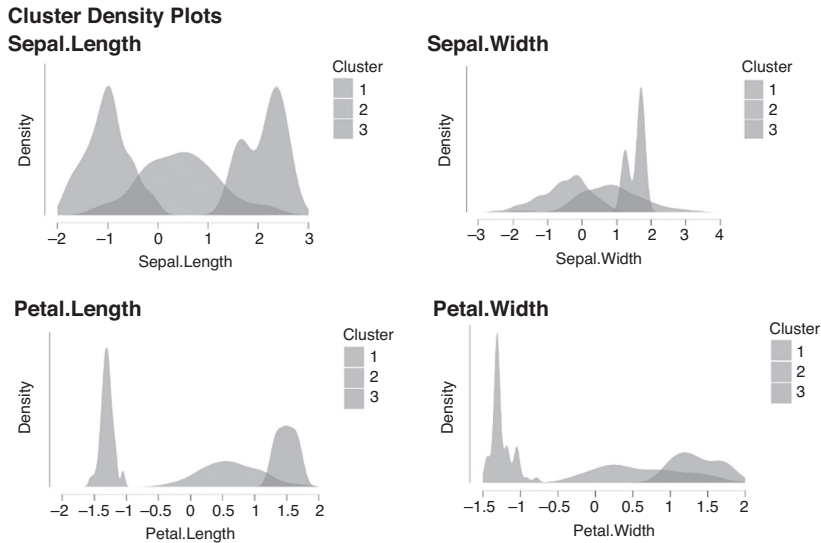 Cluster Density Plots
Sepal.Length
Cluster
1
2
3
Density
−2 −1 0 1 2 3
Sepal.Length
Sepal.Width
Cluster
1
2
3
Density
−3 −2 −1 0 1 2 3 4
Sepal.Width
Petal.Length
Cluster
1
2
3
Density
−2 −1.5 −1 −0.5 0 0.5 1 1.5 2
Petal.Length
Petal.Width
Cluster
1
2
3
Density
−1.5 −1 −0.5 0 0.5 1 1.5 2
Petal.Width